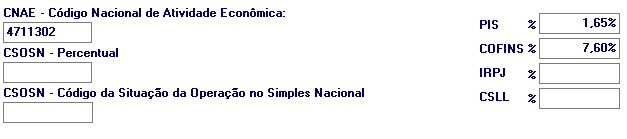 CNAE - Código Nacional de Atividade Econômica:
4711302
CSOSN - Percentual
CSOSN - Código da Situação da Operação no Simples Nacional
PIS % 1,65%
COFINS % 7,60%
IRPJ %
CSLL %